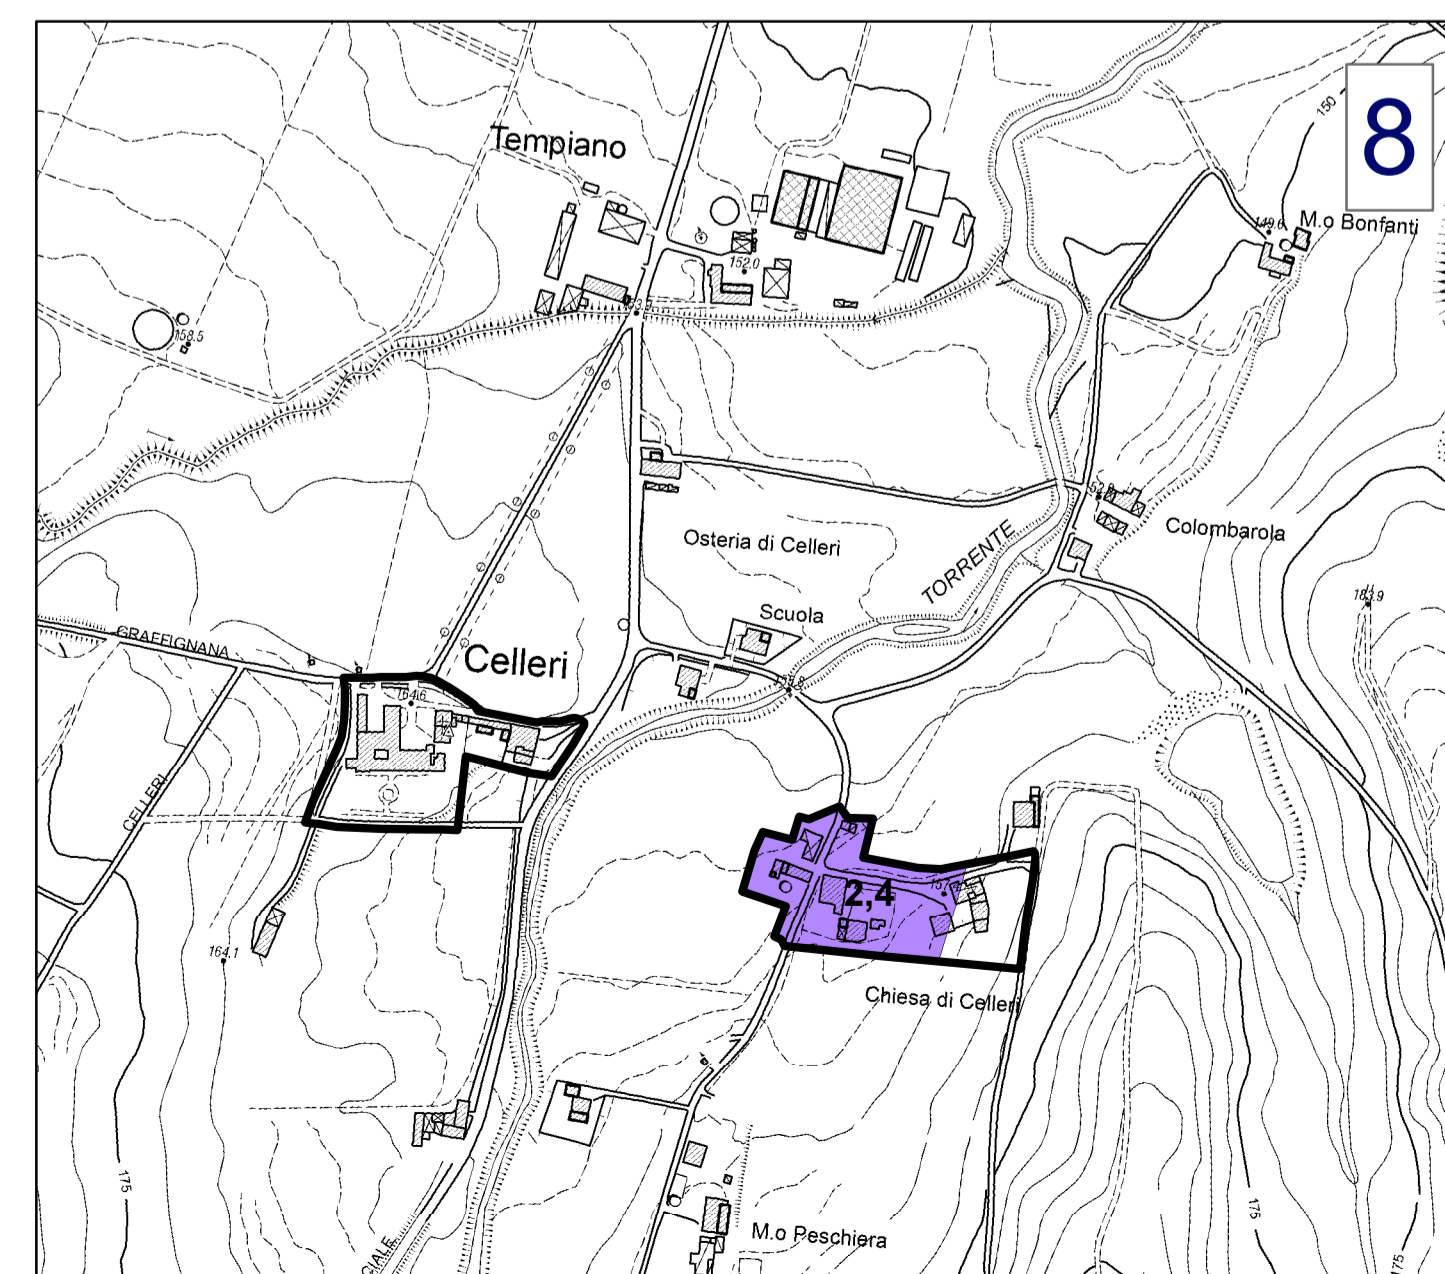 8
150
Tempiano
149.6
M.o Bonfanti
152.0
158.5
Osteria di Celleri
Colombarola
TORRENTE
183.9
Scuola
GRAFFIGNANA
Celleri
164.6
CELLERI
2,4
164.1
Chiesa di Celleri
175
175
M.o Peschiera